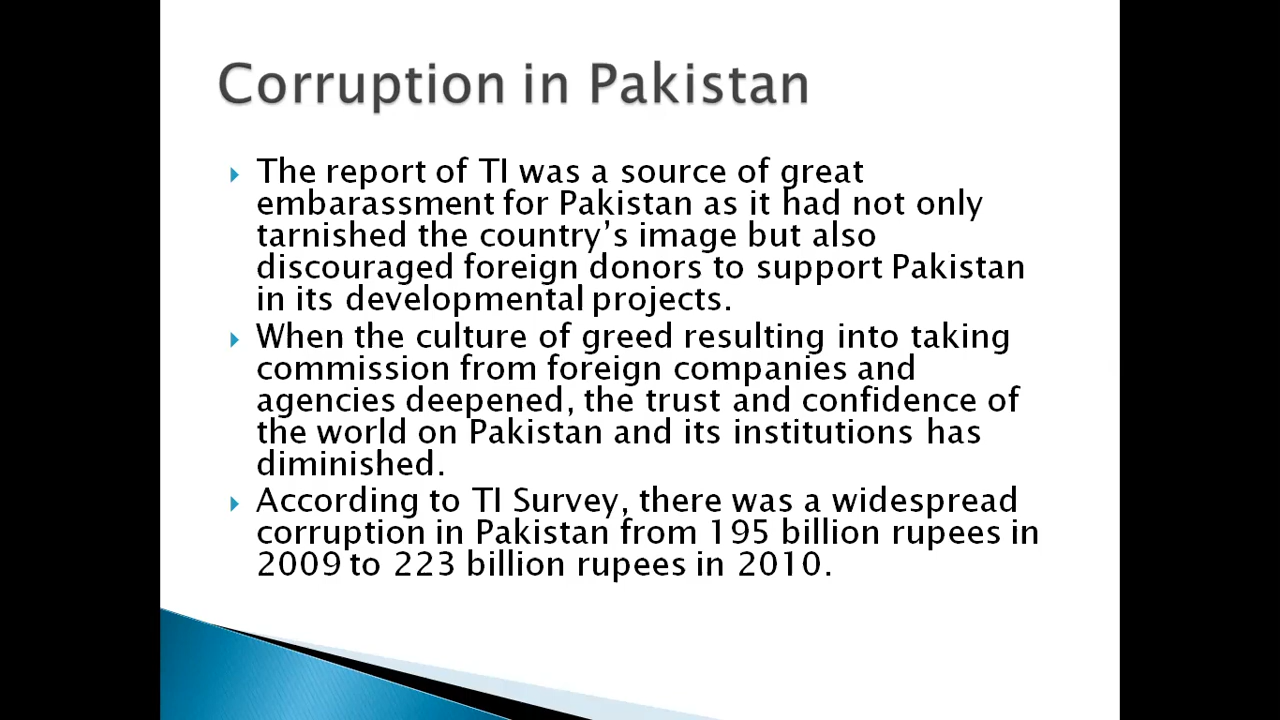 Corruption in Pakistan
The report of TI was a source of great
embarassment for Pakistan as it had not only
tarnished the country’s image but also
discouraged foreign donors to support Pakistan
in its developmental projects.
When the culture of greed resulting into taking
commission from foreign companies and
agencies deepened, the trust and confidence of
the world on Pakistan and its institutions has
diminished.
According to TI Survey, there was a widespread
corruption in Pakistan from 195 billion rupees in
2009 to 223 billion rupees in 2010.